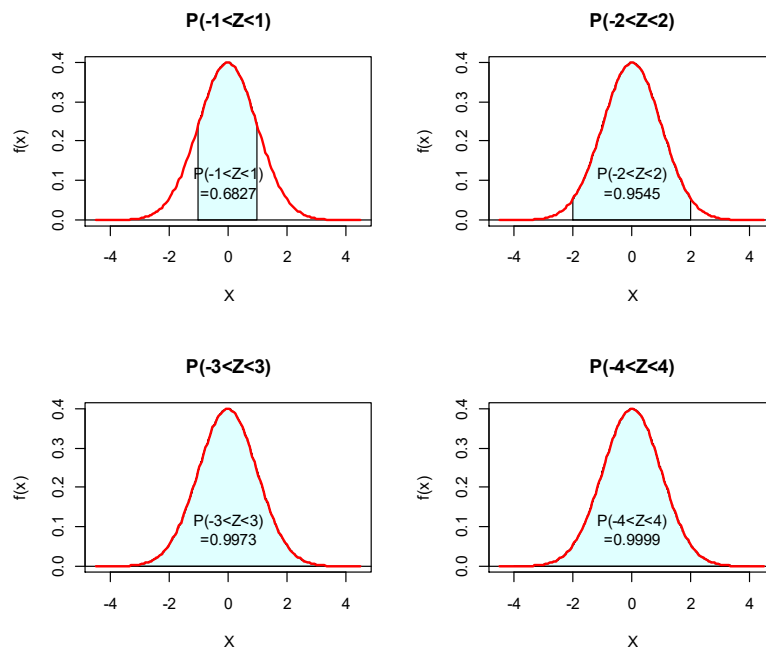 P(-1<Z<1)
0.4
0.3
0.2
0.1
0.0
f(x)
P(-1<Z<1)
=0.6827
-4 -2 0 2 4
X
P(-2<Z<2)
0.4
0.3
0.2
0.1
0.0
f(x)
P(-2<Z<2)
=0.9545
-4 -2 0 2 4
X
P(-3<Z<3)
0.4
0.3
0.2
0.1
0.0
f(x)
P(-3<Z<3)
=0.9973
-4 -2 0 2 4
X
P(-4<Z<4)
0.4
0.3
0.2
0.1
0.0
f(x)
P(-4<Z<4)
=0.9999
-4 -2 0 2 4
X